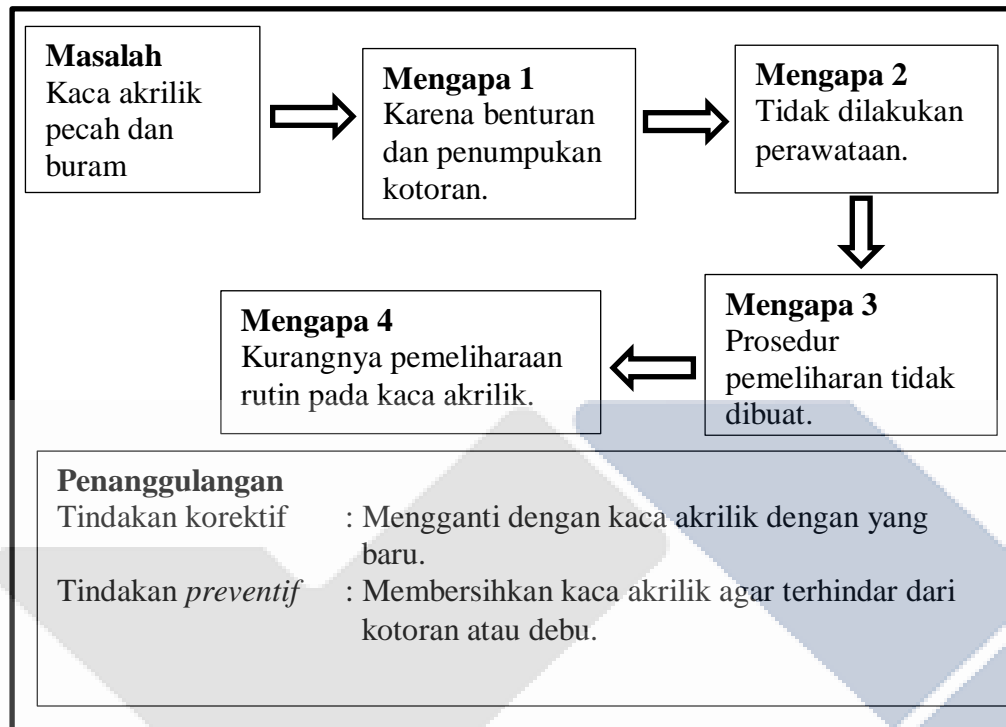 Masalah
Kaca akrilik
pecah dan
buram
Mengapa 1
Karena benturan
dan penumpukan
kotoran.
Mengapa 2
Tidak dilakukan
perawataan.
Mengapa 3
Prosedur
pemeliharan tidak
dibuat.
Mengapa 4
Kurangnya pemeliharaan
rutin pada kaca akrilik.
Penanggulangan
Tindakan korektif : Mengganti dengan kaca akrilik dengan yang
baru.
Tindakan preventif : Membersihkan kaca akrilik agar terhindar dari
kotoran atau debu.